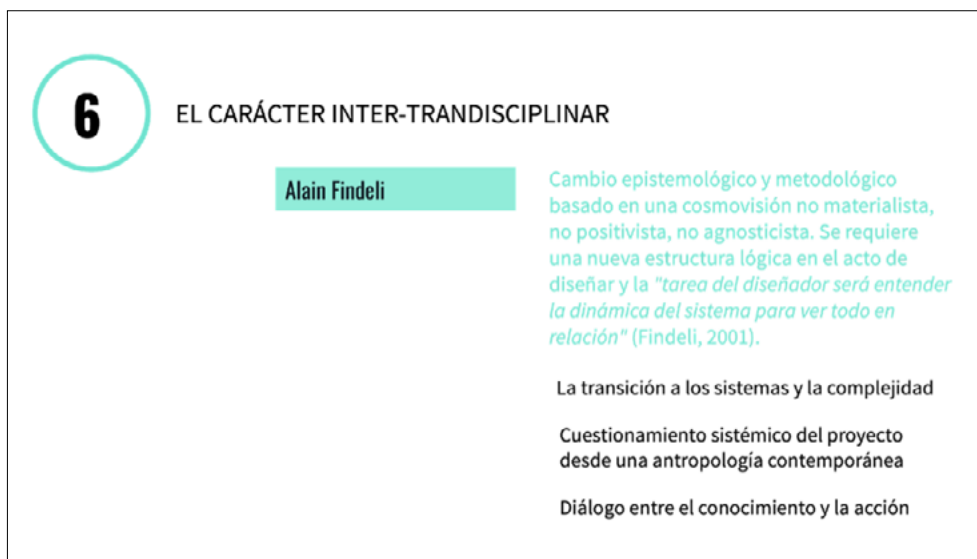 6
EL CARÁCTER INTER-TRANDISCIPLINAR
Alain Findeli
Cambio epistemológico y metodológico
basado en una cosmovisión no materialista,
no positivista, no agnosticista. Se requiere
una nueva estructura lógica en el acto de
diseñar y la "tarea del diseñador será entender
la dinámica del sistema para ver todo en
relación" (Findeli, 2001).
La transición a los sistemas y la complejidad
Cuestionamiento sistémico del proyecto
desde una antropología contemporánea
Diálogo entre el conocimiento y la acción